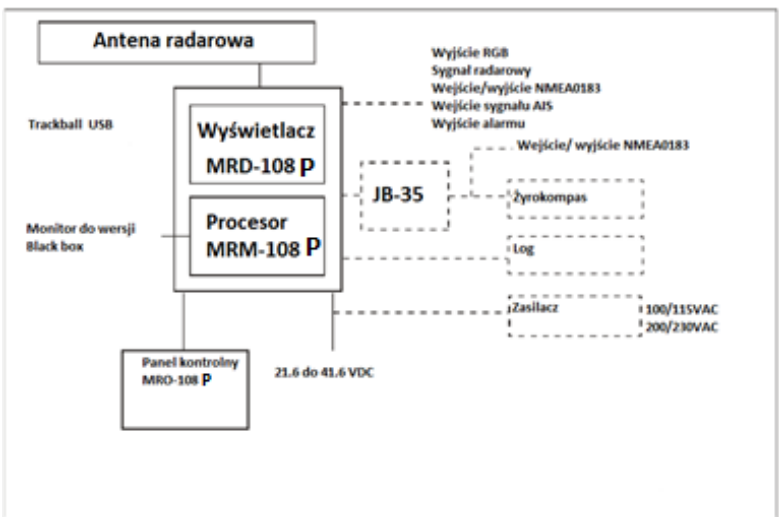 Antena radarowa
Wyjście RGB
Sygnał radarowy
Wejście/wyjście NMEA0183
Wejście sygnału AIS
Wyjście alarmu
Trackball USB
Wyświetlacz
MRD-108 P
Wejście/ wyjście NMEA0183
JB-35
Żyrokompas
Procesor
MRM-108 P
Monitor do wersji
Black box
Log
Zasilacz
100/115VAC
200/230VAC
Panel kontrolny
MRO-108 P
21.6 do 41.6 VDC